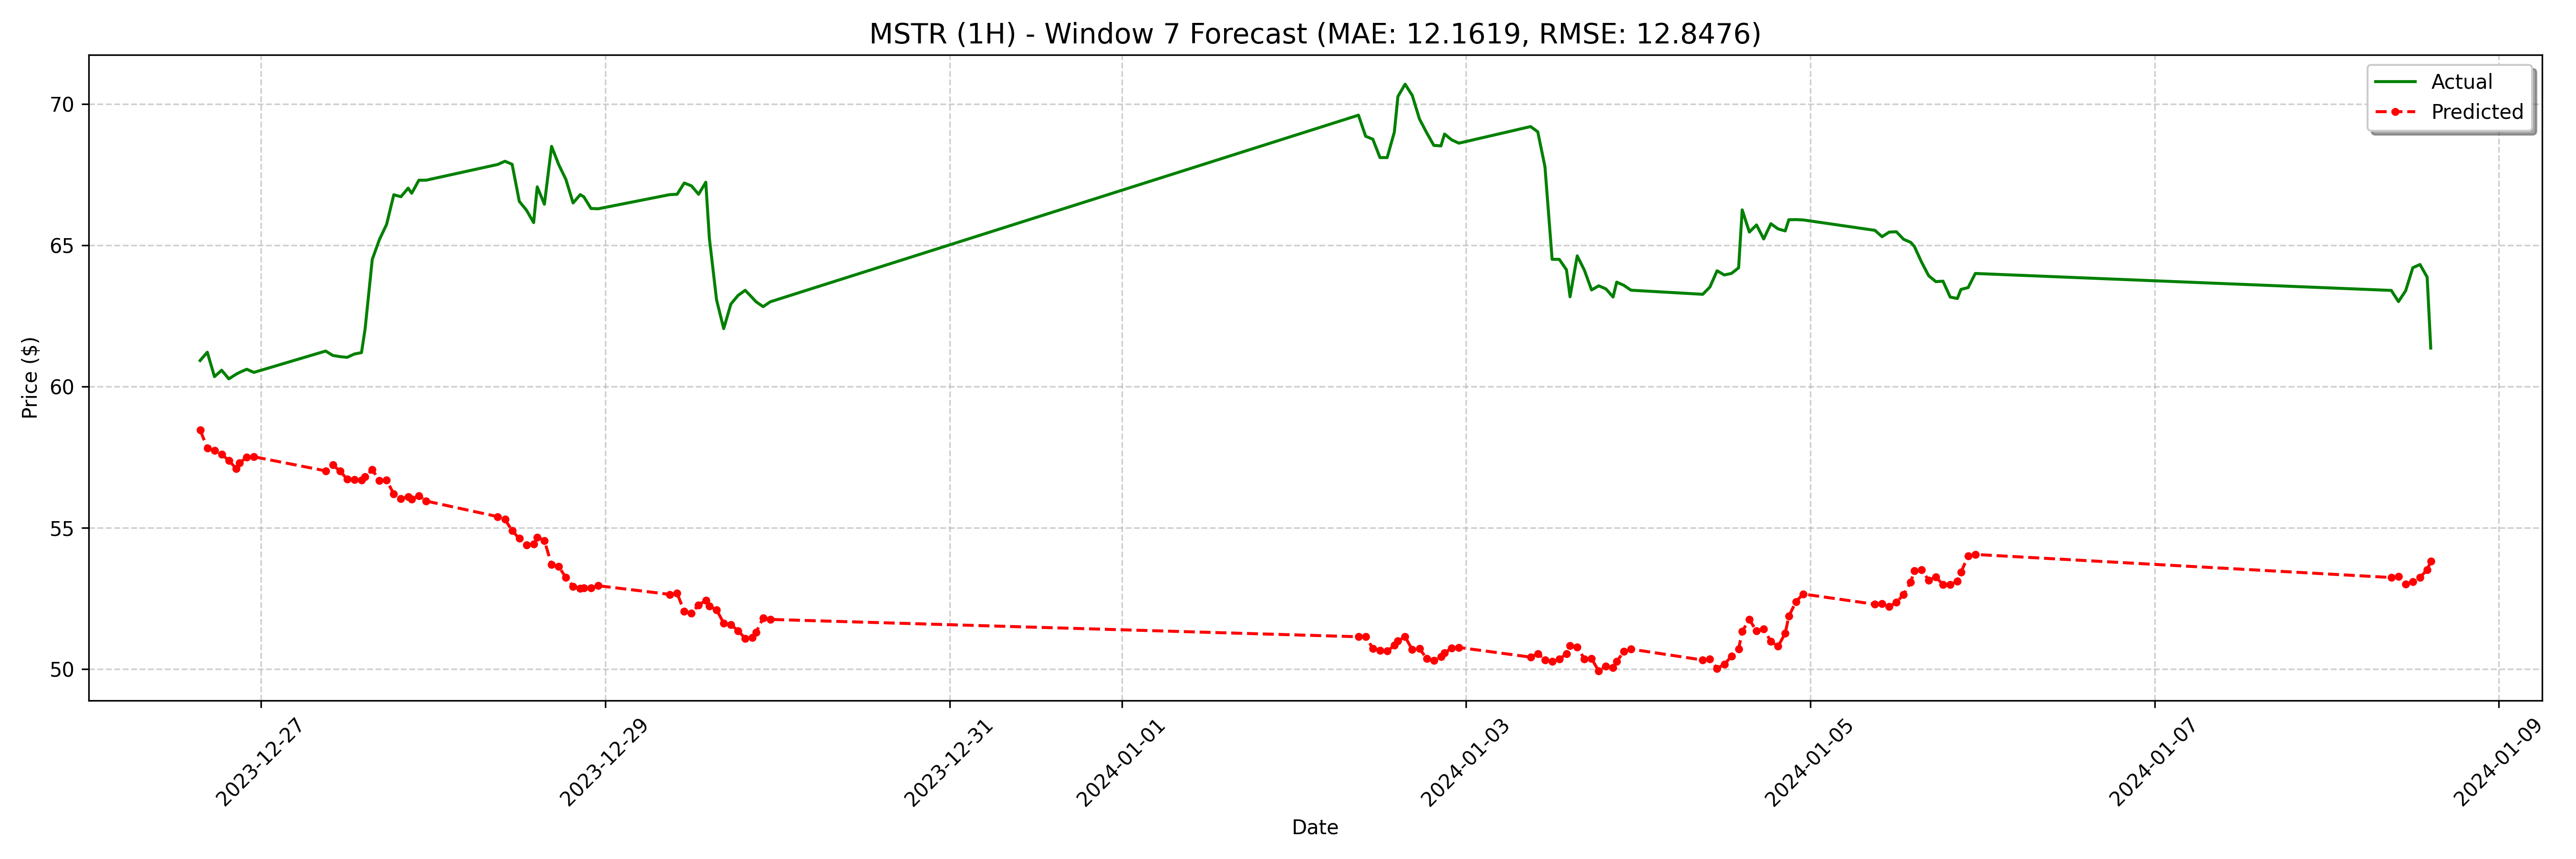 MSTR (1H) - Window 7 Forecast (MAE: 12.1619, RMSE: 12.8476)
Actual
Predicted
Price ($)
70
65
60
55
50
2023-12-27
2023-12-29
2023-12-31
2024-01-01
2024-01-03
2024-01-05
2024-01-07
2024-01-09
Date